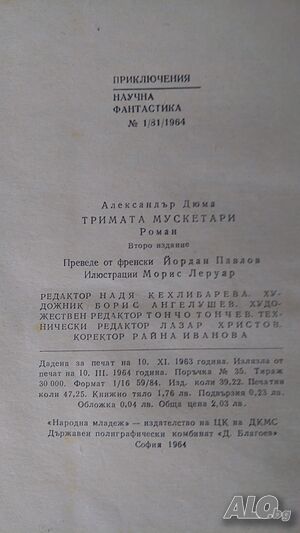 ПРИКЛЮЧЕНИЯ
НАУЧНА
ФАНТАСТИКА
№ 1/81/1964
Александър Дюма
ТРИМАТА МУСКЕТАРИ
Роман
Второ издание
Преведе от френски Йордан Павлов
Илюстрации Морис Леруар
РЕДАКТОР НАДЯ КЕХЛИБАРЕВА. ХУ-
ДОЖНИК БОРИС АНГЕЛУШЕВ. ХУДО-
ЖЕСТВЕН РЕДАКТОР ТОНЧО ТОНЧЕВ. ТЕХ-
НИЧЕСКИ РЕДАКТОР ЛАЗАР ХРИСТОВ.
КОРЕКТОР РАЙНА ИВАНОВА
Дадена за печат на 10. XI. 1963 година. Излязла от
печат на 10. III. 1964 година. Поръчка № 35. Тираж
30 000. Формат 1/16 59/84. Изд. коли 39,22. Печатни
коли 47,25. Книжно тяло 1,76 лв. Подвързия 0,23 лв.
Обложка 0,04 лв. Обща цена 2,03 лв.
«Народна младеж» — издателство на ЦК на ДКМС
Държавен полиграфически комбинат «Д. Благоев»
София 1964
ALO.bg